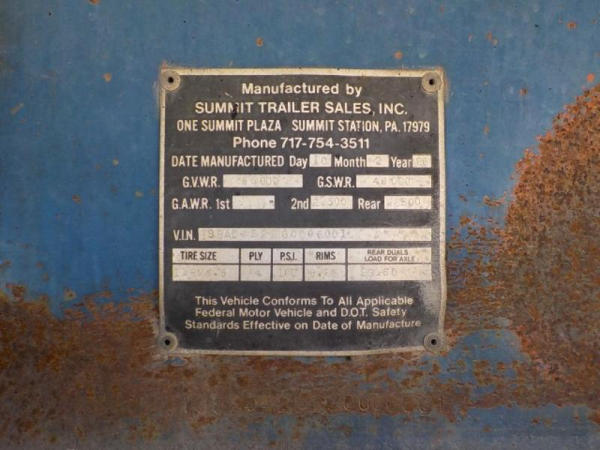 Manufactured by
SUMMIT TRAILER SALES, INC.
ONE SUMMIT PLAZA SUMMIT STATION, PA. 17979
Phone 717-754-3511
DATE MANUFACTURED Day Month 2 Year
G.V.W.R. G.S.W.R.
G.A.W.R. 1st 2nd Rear
V.I.N.
TIRE SIZE PLY P.S.I. RIMS REAR DUALS
LOAD FOR AXLE
This Vehicle Conforms To All Applicable
Federal Motor Vehicle and D.O.T. Safety
Standards Effective on Date of Manufacture